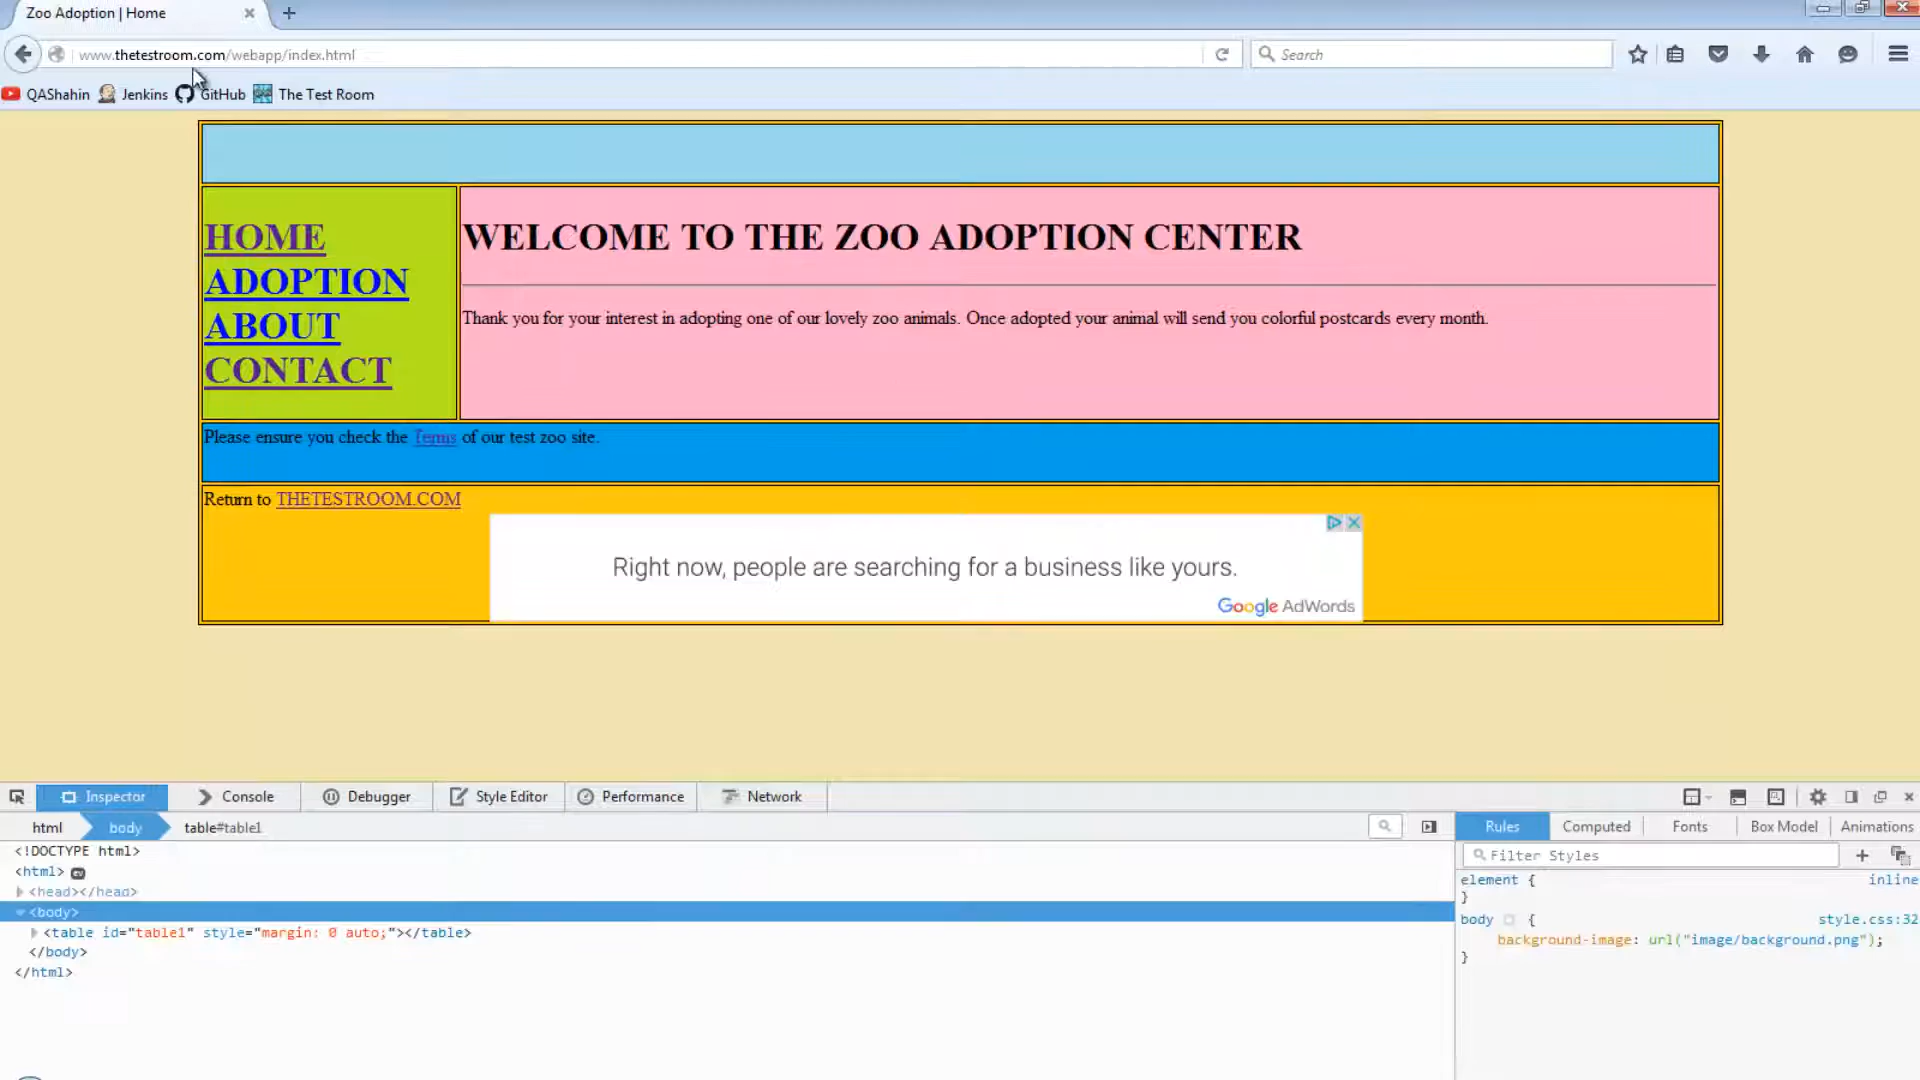 Zoo Adoption | Home
www.thetestroom.com/webapp/index.html
Search
QAShahin Jenkins GitHub The Test Room
HOME
ADOPTION
ABOUT
CONTACT
WELCOME TO THE ZOO ADOPTION CENTER
Thank you for your interest in adopting one of our lovely zoo animals. Once adopted your animal will send you colorful postcards every month.
Please ensure you check the Terms of our test zoo site.
Return to THETESTROOM.COM
Right now, people are searching for a business like yours.
Google AdWords
Inspector Console Debugger Style Editor Performance Network
html body table#table1
<!DOCTYPE html>
<html> ev
<head></head>
<body>
<table id="table1" style="margin: 0 auto;"></table>
</body>
</html>
Rules Computed Fonts Box Model Animations
Filter Styles
element { inline
}
body { style.css:32
background-image: url("image/background.png");
}